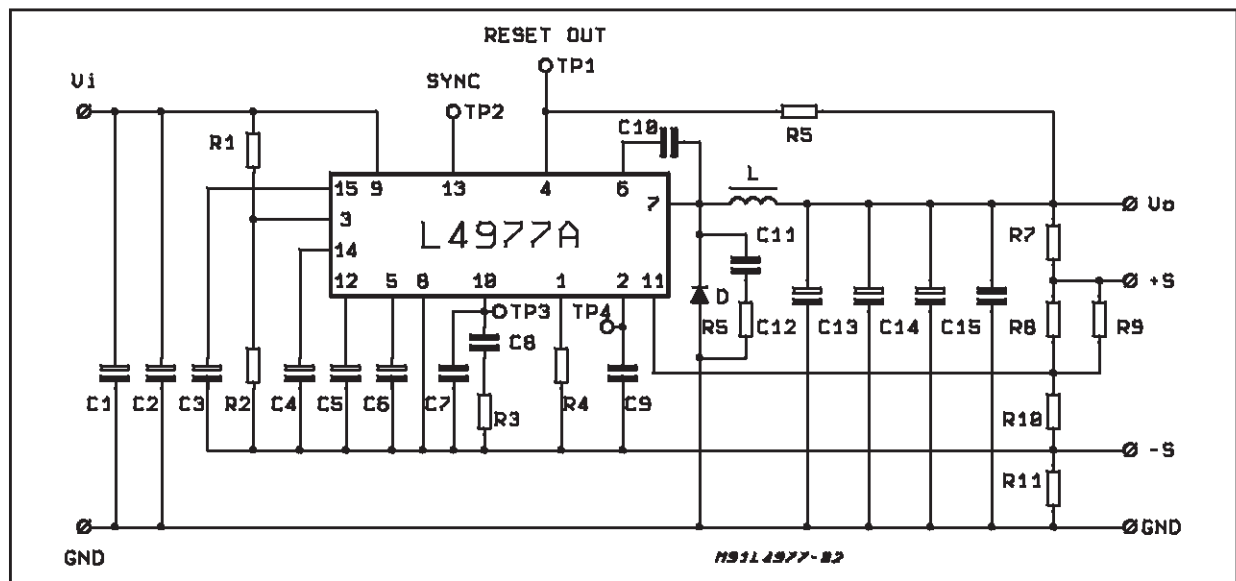 RESET OUT
TP1
Vi
SYNC
TP2
R5
C10
R1
L
15 9 13 4 6
7
Vo
3
L4977A
14
C11
R7
12 5 8 10 1 2 11
+S
TP3
TP4
D
R5
C12
C13
C14
C15
R8
R9
C8
C1
C2
C3
R2
C4
C5
C6
C7
R3
R4
C9
R10
-S
R11
GND
GND
M91L4977-02